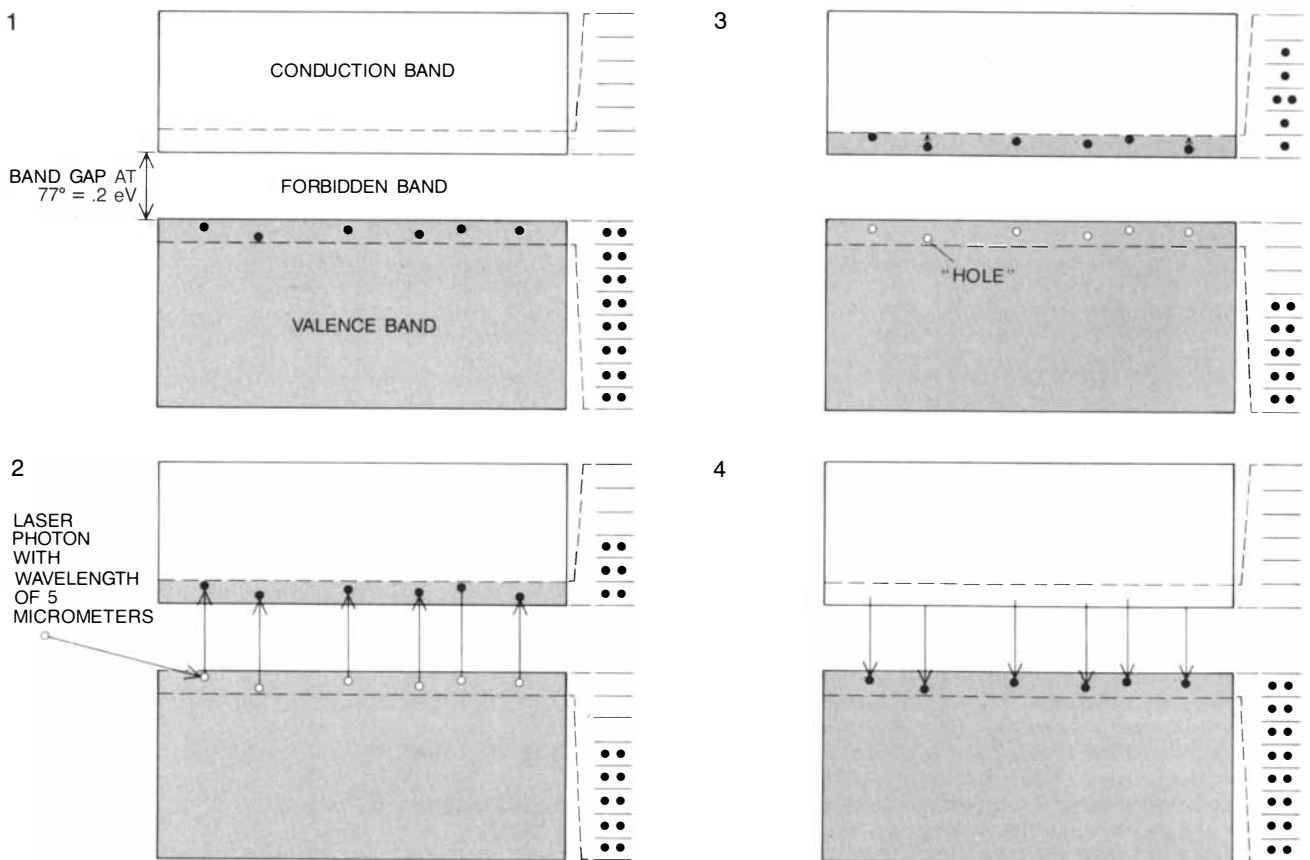 1
CONDUCTION BAND
BAND GAP AT
77° = .2 eV
FORBIDDEN BAND
VALENCE BAND
2
LASER
PHOTON
WITH
WAVELENGTH
OF 5
MICROMETERS
3
"HOLE"
4